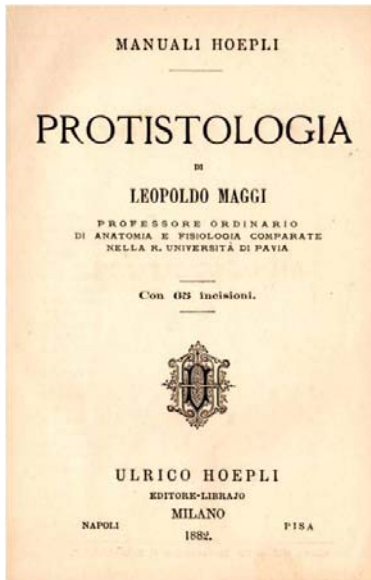 MANUALI HOEPLI
PROTISTOLOGIA
DI
LEOPOLDO MAGGI
PROFESSORE ORDINARIO
DI ANATOMIA E FISIOLOGIA COMPARATE
NELLA R. UNIVERSITÀ DI PAVIA
Con 65 incisioni.
ULRICO HOEPLI
EDITORE-LIBRAJO
MILANO
NAPOLI PISA
1882.